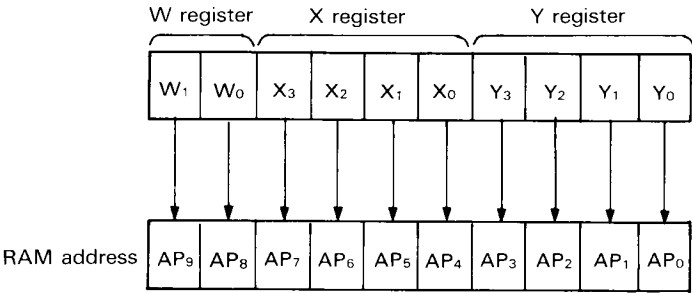 W register X register Y register
W₁ W₀ X₃ X₂ X₁ X₀ Y₃ Y₂ Y₁ Y₀
RAM address AP₉ AP₈ AP₇ AP₆ AP₅ AP₄ AP₃ AP₂ AP₁ AP₀